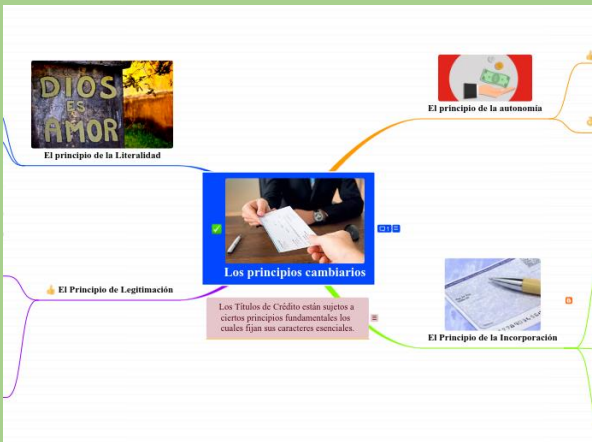 DIOS
ES
AMOR
El principio de la Literalidad
El principio de la autonomía
Los principios cambiarios
El Principio de Legitimación
Los Títulos de Crédito están sujetos a
ciertos principios fundamentales los
cuales fijan sus caracteres esenciales.
El Principio de la Incorporación